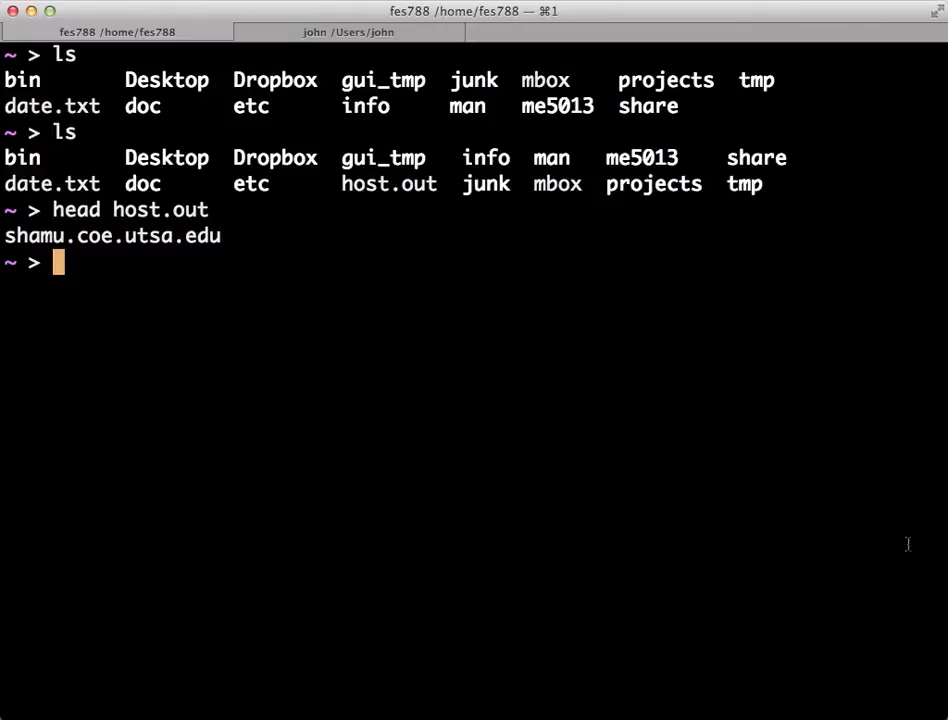 fes788 /home/fes788 — ⌘1
fes788 /home/fes788 john /Users/john
~ > ls
bin Desktop Dropbox gui_tmp junk mbox projects tmp
date.txt doc etc info man me5013 share
~ > ls
bin Desktop Dropbox gui_tmp info man me5013 share
date.txt doc etc host.out junk mbox projects tmp
~ > head host.out
shamu.coe.utsa.edu
~ >